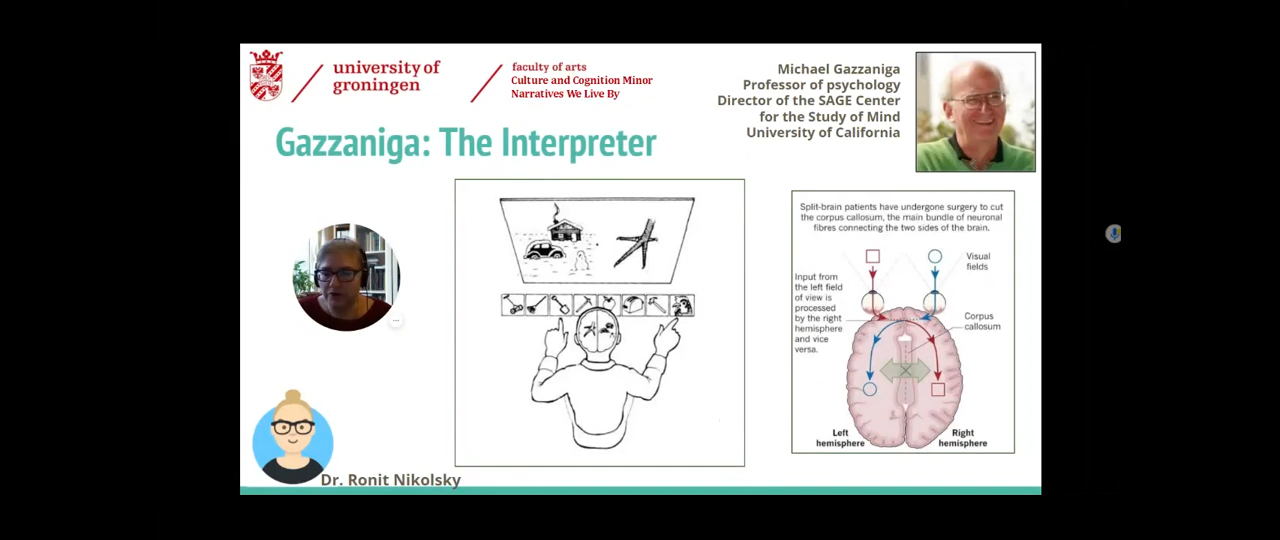 university of
groningen
faculty of arts
Culture and Cognition Minor
Narratives We Live By
Michael Gazzaniga
Professor of psychology
Director of the SAGE Center
for the Study of Mind
University of California
Gazzaniga: The Interpreter
Split-brain patients have undergone surgery to cut
the corpus callosum, the main bundle of neuronal
fibres connecting the two sides of the brain.
Visual
fields
Input from
the left field
of view is
processed
by the right
hemisphere
and vice
versa.
Corpus
callosum
Left
hemisphere
Right
hemisphere
Dr. Ronit Nikolsky